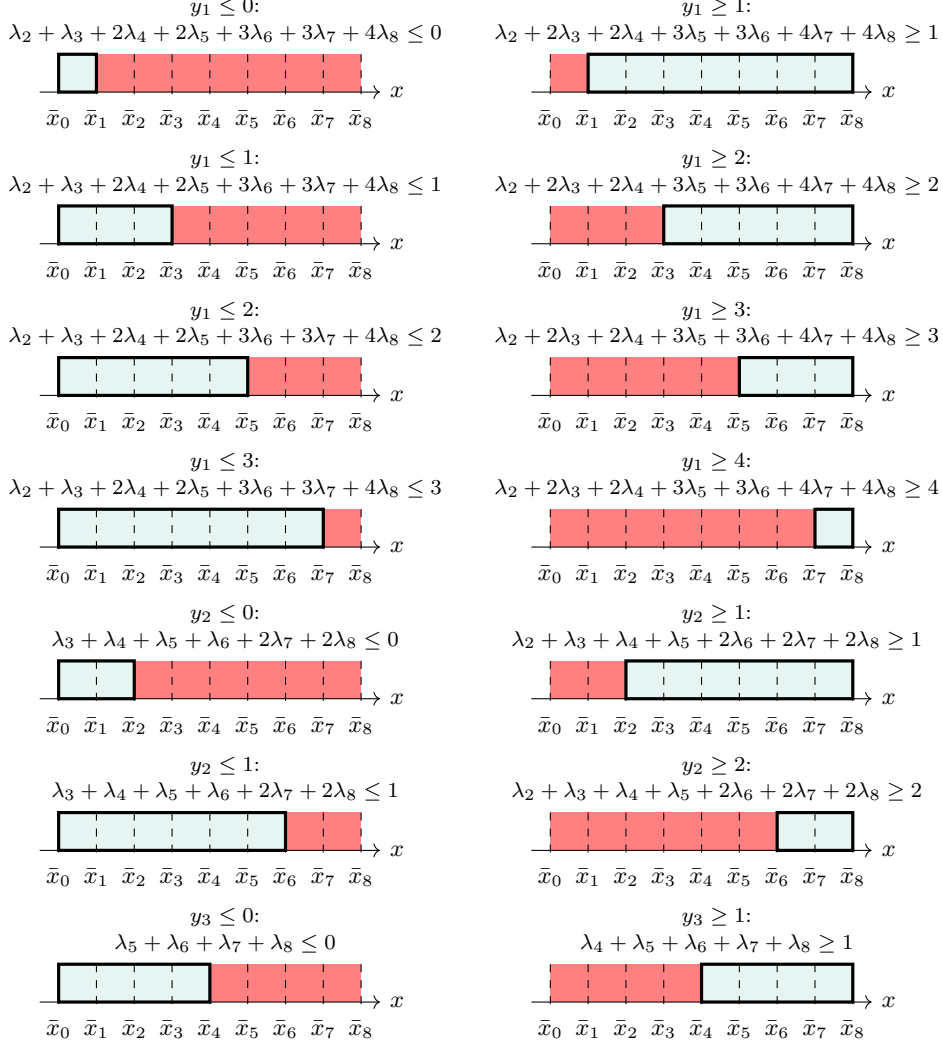 y₁ ≤ 0:
λ₂ + λ₃ + 2λ₄ + 2λ₅ + 3λ₆ + 3λ₇ + 4λ₈ ≤ 0
x
x̄₀ x̄₁ x̄₂ x̄₃ x̄₄ x̄₅ x̄₆ x̄₇ x̄₈
y₁ ≥ 1:
λ₂ + 2λ₃ + 2λ₄ + 3λ₅ + 3λ₆ + 4λ₇ + 4λ₈ ≥ 1
x
x̄₀ x̄₁ x̄₂ x̄₃ x̄₄ x̄₅ x̄₆ x̄₇ x̄₈
y₁ ≤ 1:
λ₂ + λ₃ + 2λ₄ + 2λ₅ + 3λ₆ + 3λ₇ + 4λ₈ ≤ 1
x
x̄₀ x̄₁ x̄₂ x̄₃ x̄₄ x̄₅ x̄₆ x̄₇ x̄₈
y₁ ≥ 2:
λ₂ + 2λ₃ + 2λ₄ + 3λ₅ + 3λ₆ + 4λ₇ + 4λ₈ ≥ 2
x
x̄₀ x̄₁ x̄₂ x̄₃ x̄₄ x̄₅ x̄₆ x̄₇ x̄₈
y₁ ≤ 2:
λ₂ + λ₃ + 2λ₄ + 2λ₅ + 3λ₆ + 3λ₇ + 4λ₈ ≤ 2
x
x̄₀ x̄₁ x̄₂ x̄₃ x̄₄ x̄₅ x̄₆ x̄₇ x̄₈
y₁ ≥ 3:
λ₂ + 2λ₃ + 2λ₄ + 3λ₅ + 3λ₆ + 4λ₇ + 4λ₈ ≥ 3
x
x̄₀ x̄₁ x̄₂ x̄₃ x̄₄ x̄₅ x̄₆ x̄₇ x̄₈
y₁ ≤ 3:
λ₂ + λ₃ + 2λ₄ + 2λ₅ + 3λ₆ + 3λ₇ + 4λ₈ ≤ 3
x
x̄₀ x̄₁ x̄₂ x̄₃ x̄₄ x̄₅ x̄₆ x̄₇ x̄₈
y₁ ≥ 4:
λ₂ + 2λ₃ + 2λ₄ + 3λ₅ + 3λ₆ + 4λ₇ + 4λ₈ ≥ 4
x
x̄₀ x̄₁ x̄₂ x̄₃ x̄₄ x̄₅ x̄₆ x̄₇ x̄₈
y₂ ≤ 0:
λ₃ + λ₄ + λ₅ + λ₆ + 2λ₇ + 2λ₈ ≤ 0
x
x̄₀ x̄₁ x̄₂ x̄₃ x̄₄ x̄₅ x̄₆ x̄₇ x̄₈
y₂ ≥ 1:
λ₂ + λ₃ + λ₄ + λ₅ + 2λ₆ + 2λ₇ + 2λ₈ ≥ 1
x
x̄₀ x̄₁ x̄₂ x̄₃ x̄₄ x̄₅ x̄₆ x̄₇ x̄₈
y₂ ≤ 1:
λ₃ + λ₄ + λ₅ + λ₆ + 2λ₇ + 2λ₈ ≤ 1
x
x̄₀ x̄₁ x̄₂ x̄₃ x̄₄ x̄₅ x̄₆ x̄₇ x̄₈
y₂ ≥ 2:
λ₂ + λ₃ + λ₄ + λ₅ + 2λ₆ + 2λ₇ + 2λ₈ ≥ 2
x
x̄₀ x̄₁ x̄₂ x̄₃ x̄₄ x̄₅ x̄₆ x̄₇ x̄₈
y₃ ≤ 0:
λ₅ + λ₆ + λ₇ + λ₈ ≤ 0
x
x̄₀ x̄₁ x̄₂ x̄₃ x̄₄ x̄₅ x̄₆ x̄₇ x̄₈
y₃ ≥ 1:
λ₄ + λ₅ + λ₆ + λ₇ + λ₈ ≥ 1
x
x̄₀ x̄₁ x̄₂ x̄₃ x̄₄ x̄₅ x̄₆ x̄₇ x̄₈